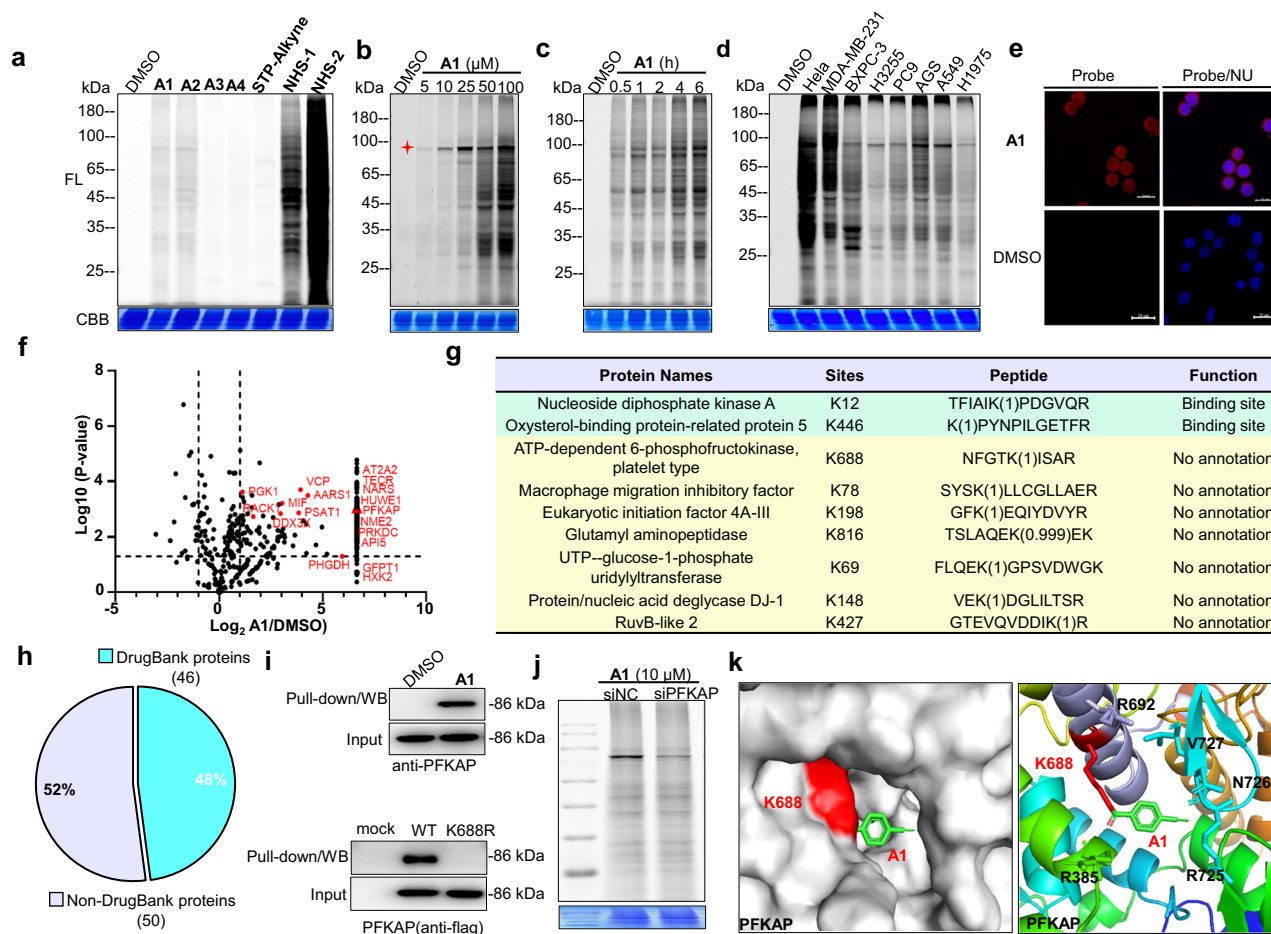 a
DMSO
A1
A2
A3
A4
STP-Alkyne
NHS-1
NHS-2
kDa
180--
100--
65--
45--
35--
25--
FL
CBB
b
DMSO
A1 (μM)
5 10 25 50 100
kDa
180--
100--
65--
45--
35--
25--
c
DMSO
A1 (h)
0.5 1 2 4 6
kDa
180--
100--
65--
45--
35--
25--
d
DMSO
Hela
MDA-MB-231
BXPC-3
H3255
PC9
AGS
A549
H1975
kDa
180--
100--
65--
45--
35--
25--
e
Probe
Probe/NU
A1
DMSO
f
Log10 (P-value)
8
6
4
2
0
-5 0 5 10
Log2 A1/DMSO)
PGK1
RACK1
MIF
DDX3X
VCP
AARS1
PSAT1
PHGDH
AT2A2
TECR
NARS
HUWE1
PFKAP
NME2
PRKDC
API5
GFPT1
HXK2
g
Protein Names Sites Peptide Function
Nucleoside diphosphate kinase A K12 TFIAIK(1)PDGVQR Binding site
Oxysterol-binding protein-related protein 5 K446 K(1)PYNPILGETFR Binding site
ATP-dependent 6-phosphofructokinase,
platelet type K688 NFGTK(1)ISAR No annotation
Macrophage migration inhibitory factor K78 SYSK(1)LLCGLLAER No annotation
Eukaryotic initiation factor 4A-III K198 GFK(1)EQIYDVYR No annotation
Glutamyl aminopeptidase K816 TSLAQEK(0.999)EK No annotation
UTP--glucose-1-phosphate
uridylyltransferase K69 FLQEK(1)GPSVDWGK No annotation
Protein/nucleic acid deglycase DJ-1 K148 VEK(1)DGLILTSR No annotation
RuvB-like 2 K427 GTEVQVDDIK(1)R No annotation
h
DrugBank proteins
(46)
52%
48%
Non-DrugBank proteins
(50)
i
DMSO
A1
Pull-down/WB -86 kDa
Input -86 kDa
anti-PFKAP
mock WT K688R
Pull-down/WB -86 kDa
Input -86 kDa
PFKAP(anti-flag)
j
A1 (10 μM)
siNC siPFKAP
k
K688
A1
PFKAP
R692
V727
K688
N726
A1
R385
R725
PFKAP